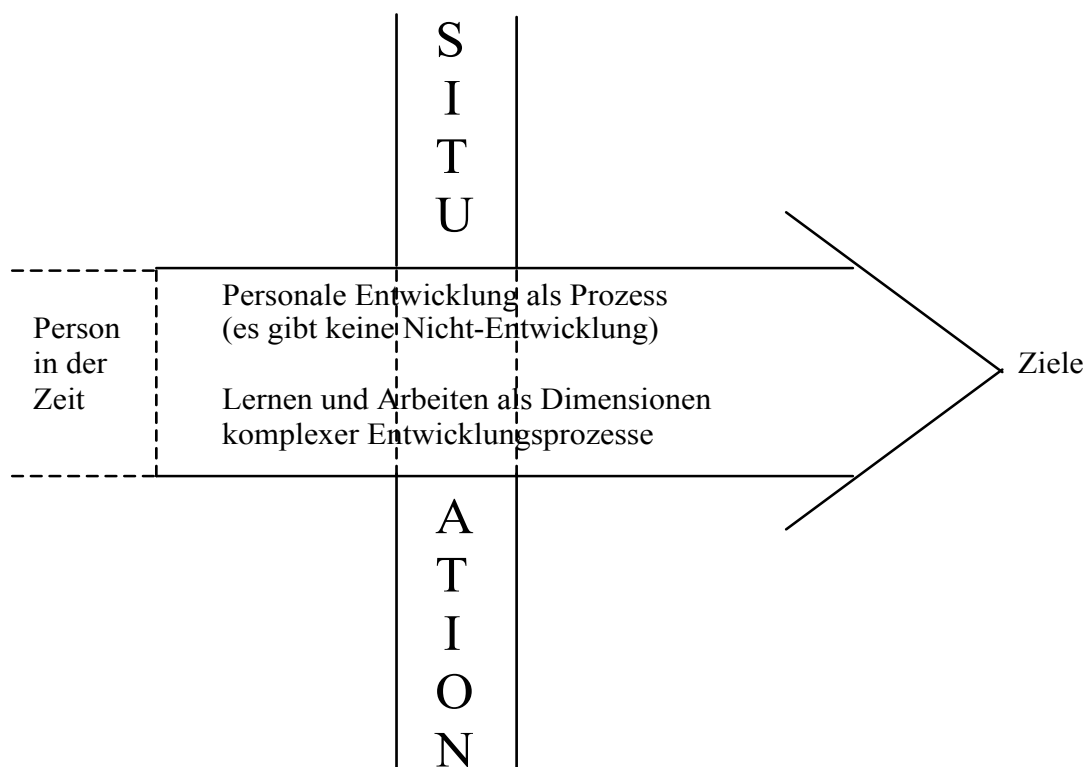 S
I
T
U
Personale Entwicklung als Prozess
(es gibt keine Nicht-Entwicklung)
Person
in der
Zeit
Lernen und Arbeiten als Dimensionen
komplexer Entwicklungsprozesse
Ziele
A
T
I
O
N